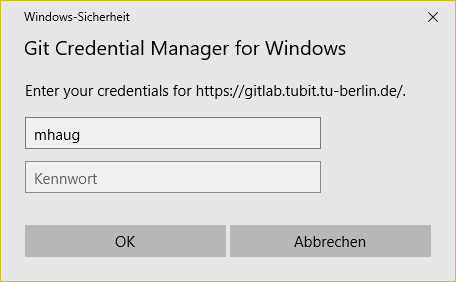 Windows-Sicherheit
Git Credential Manager for Windows
Enter your credentials for https://gitlab.tubit.tu-berlin.de/.
mhaug
Kennwort
OK Abbrechen